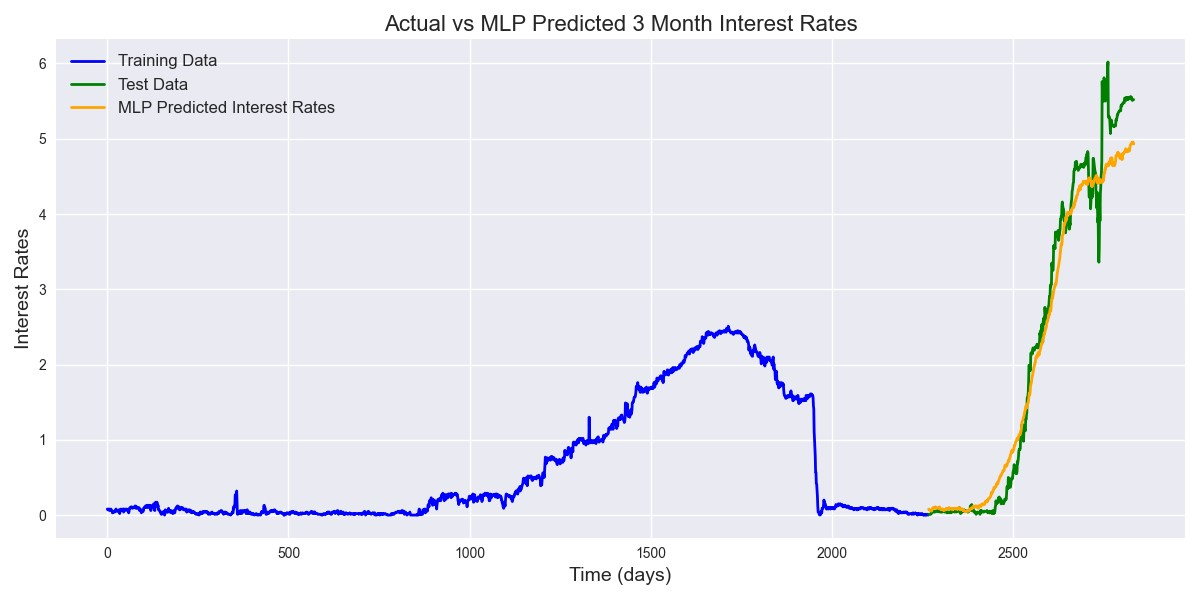 Actual vs MLP Predicted 3 Month Interest Rates
Training Data
Test Data
MLP Predicted Interest Rates
Interest Rates
6
5
4
3
2
1
0
0 500 1000 1500 2000 2500
Time (days)